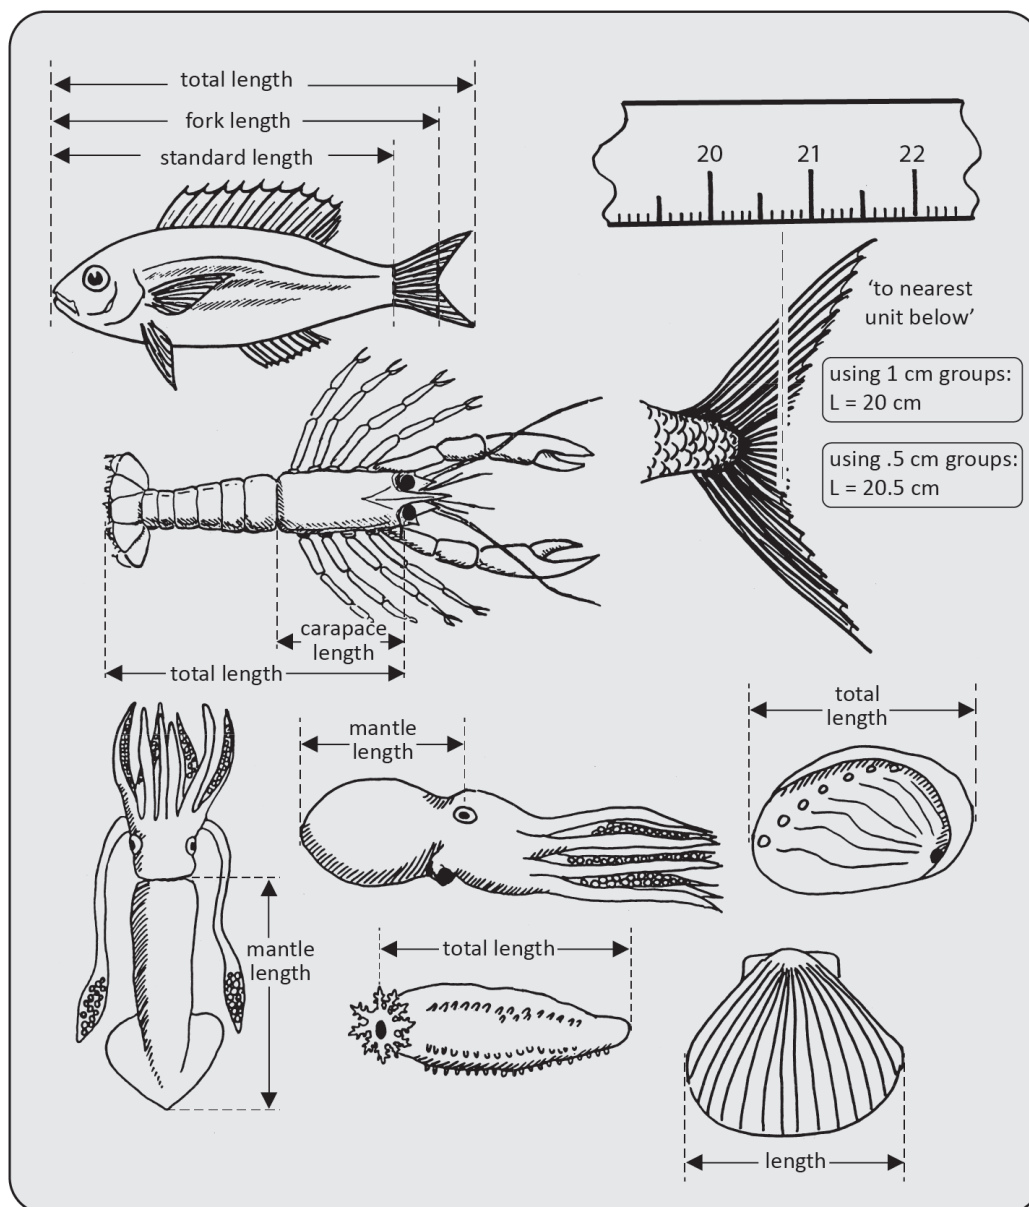 total length
fork length
standard length
20 21 22
‘to nearest
unit below’
using 1 cm groups:
L = 20 cm
using .5 cm groups:
L = 20.5 cm
carapace
length
total length
mantle
length
total
length
mantle
length
total length
length